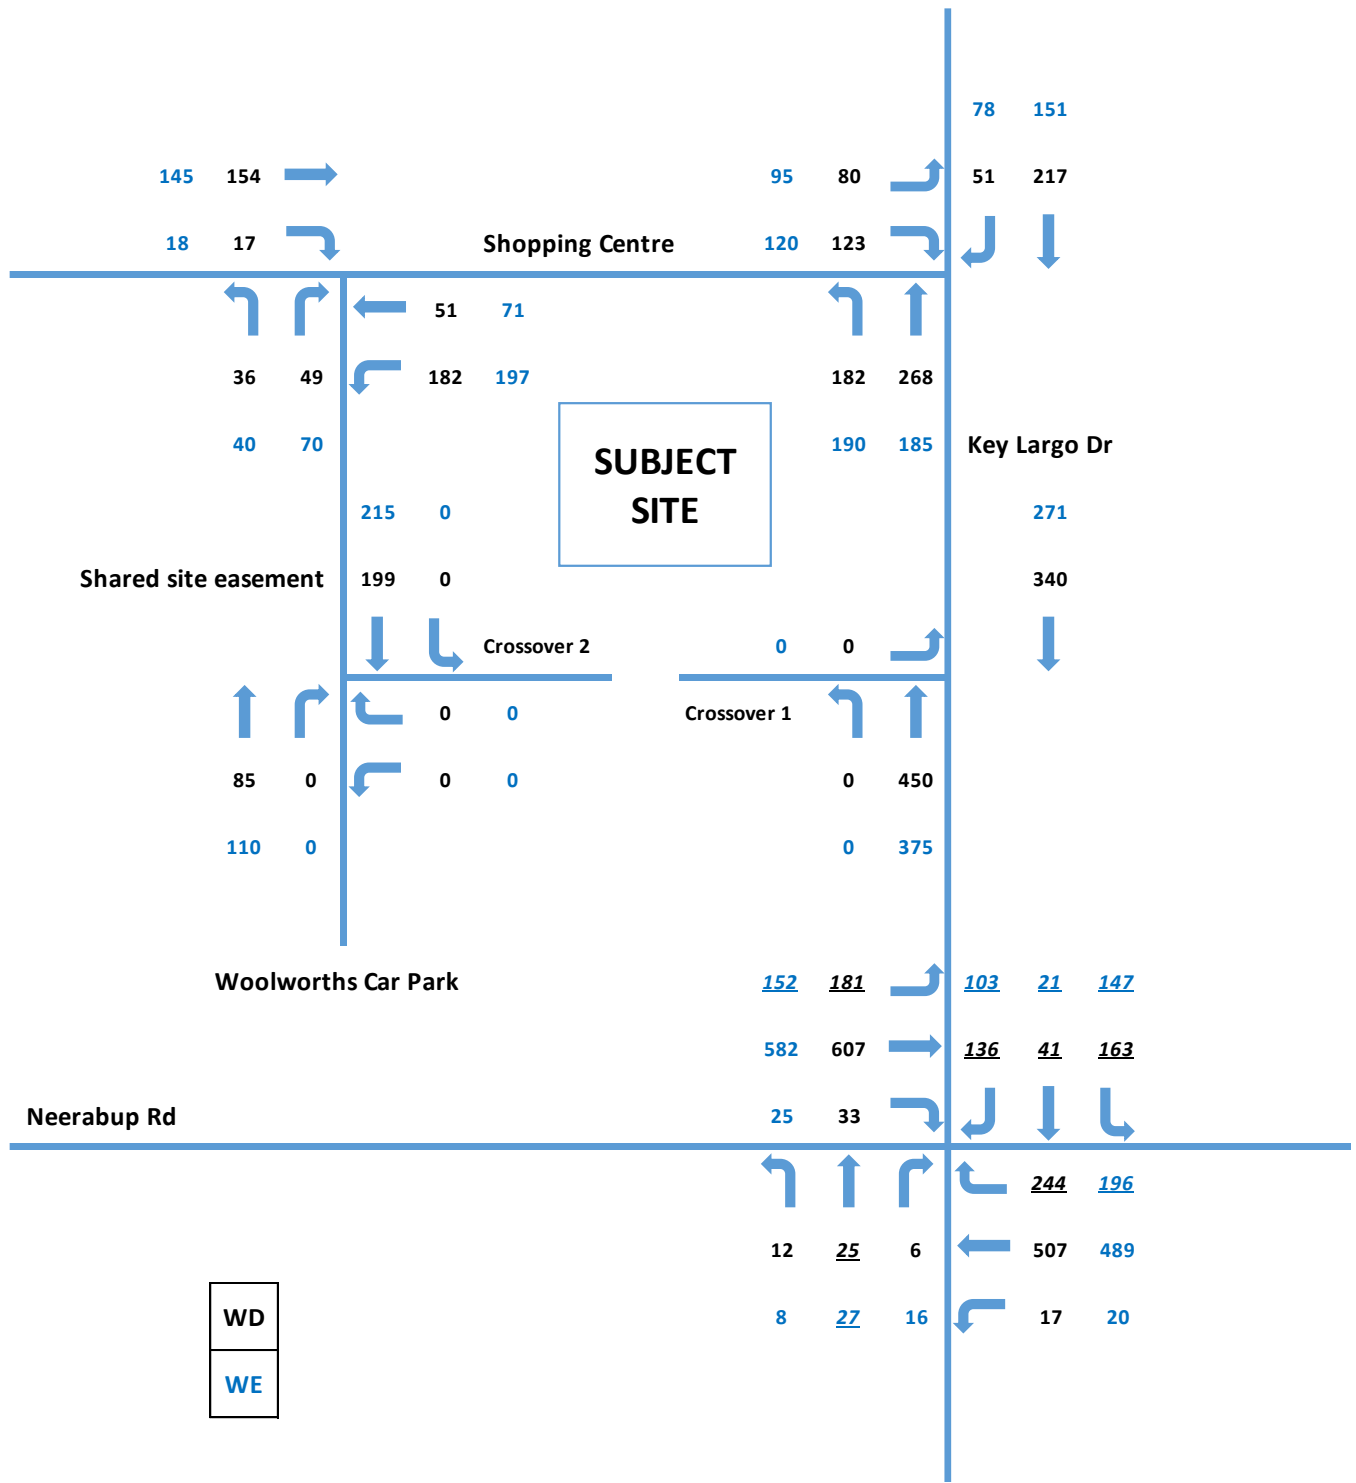 78 151
145 154 95 80 51 217
18 17 Shopping Centre 120 123
51 71
36 49 182 197 182 268
40 70 SUBJECT 190 185 Key Largo Dr
SITE
215 0 271
Shared site easement 199 0 340
Crossover 2 0 0
0 0 Crossover 1
85 0 0 0 0 450
110 0 0 375
Woolworths Car Park 152 181 103 21 147
582 607 136 41 163
Neerabup Rd 25 33
244 196
12 25 6 507 489
WD 8 27 16 17 20
WE